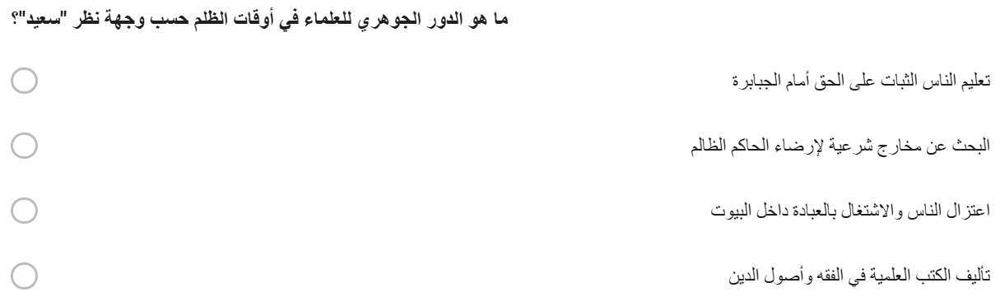 ما هو الدور الجوهري للعلماء في أوقات الظلم حسب وجهة نظر "سعيد"؟
تعليم الناس الثبات على الحق أمام الجبابرة
البحث عن مخارج شرعية لإرضاء الحاكم الظالم
اعتزال الناس والاشتغال بالعبادة داخل البيوت
تأليف الكتب العلمية في الفقه وأصول الدين